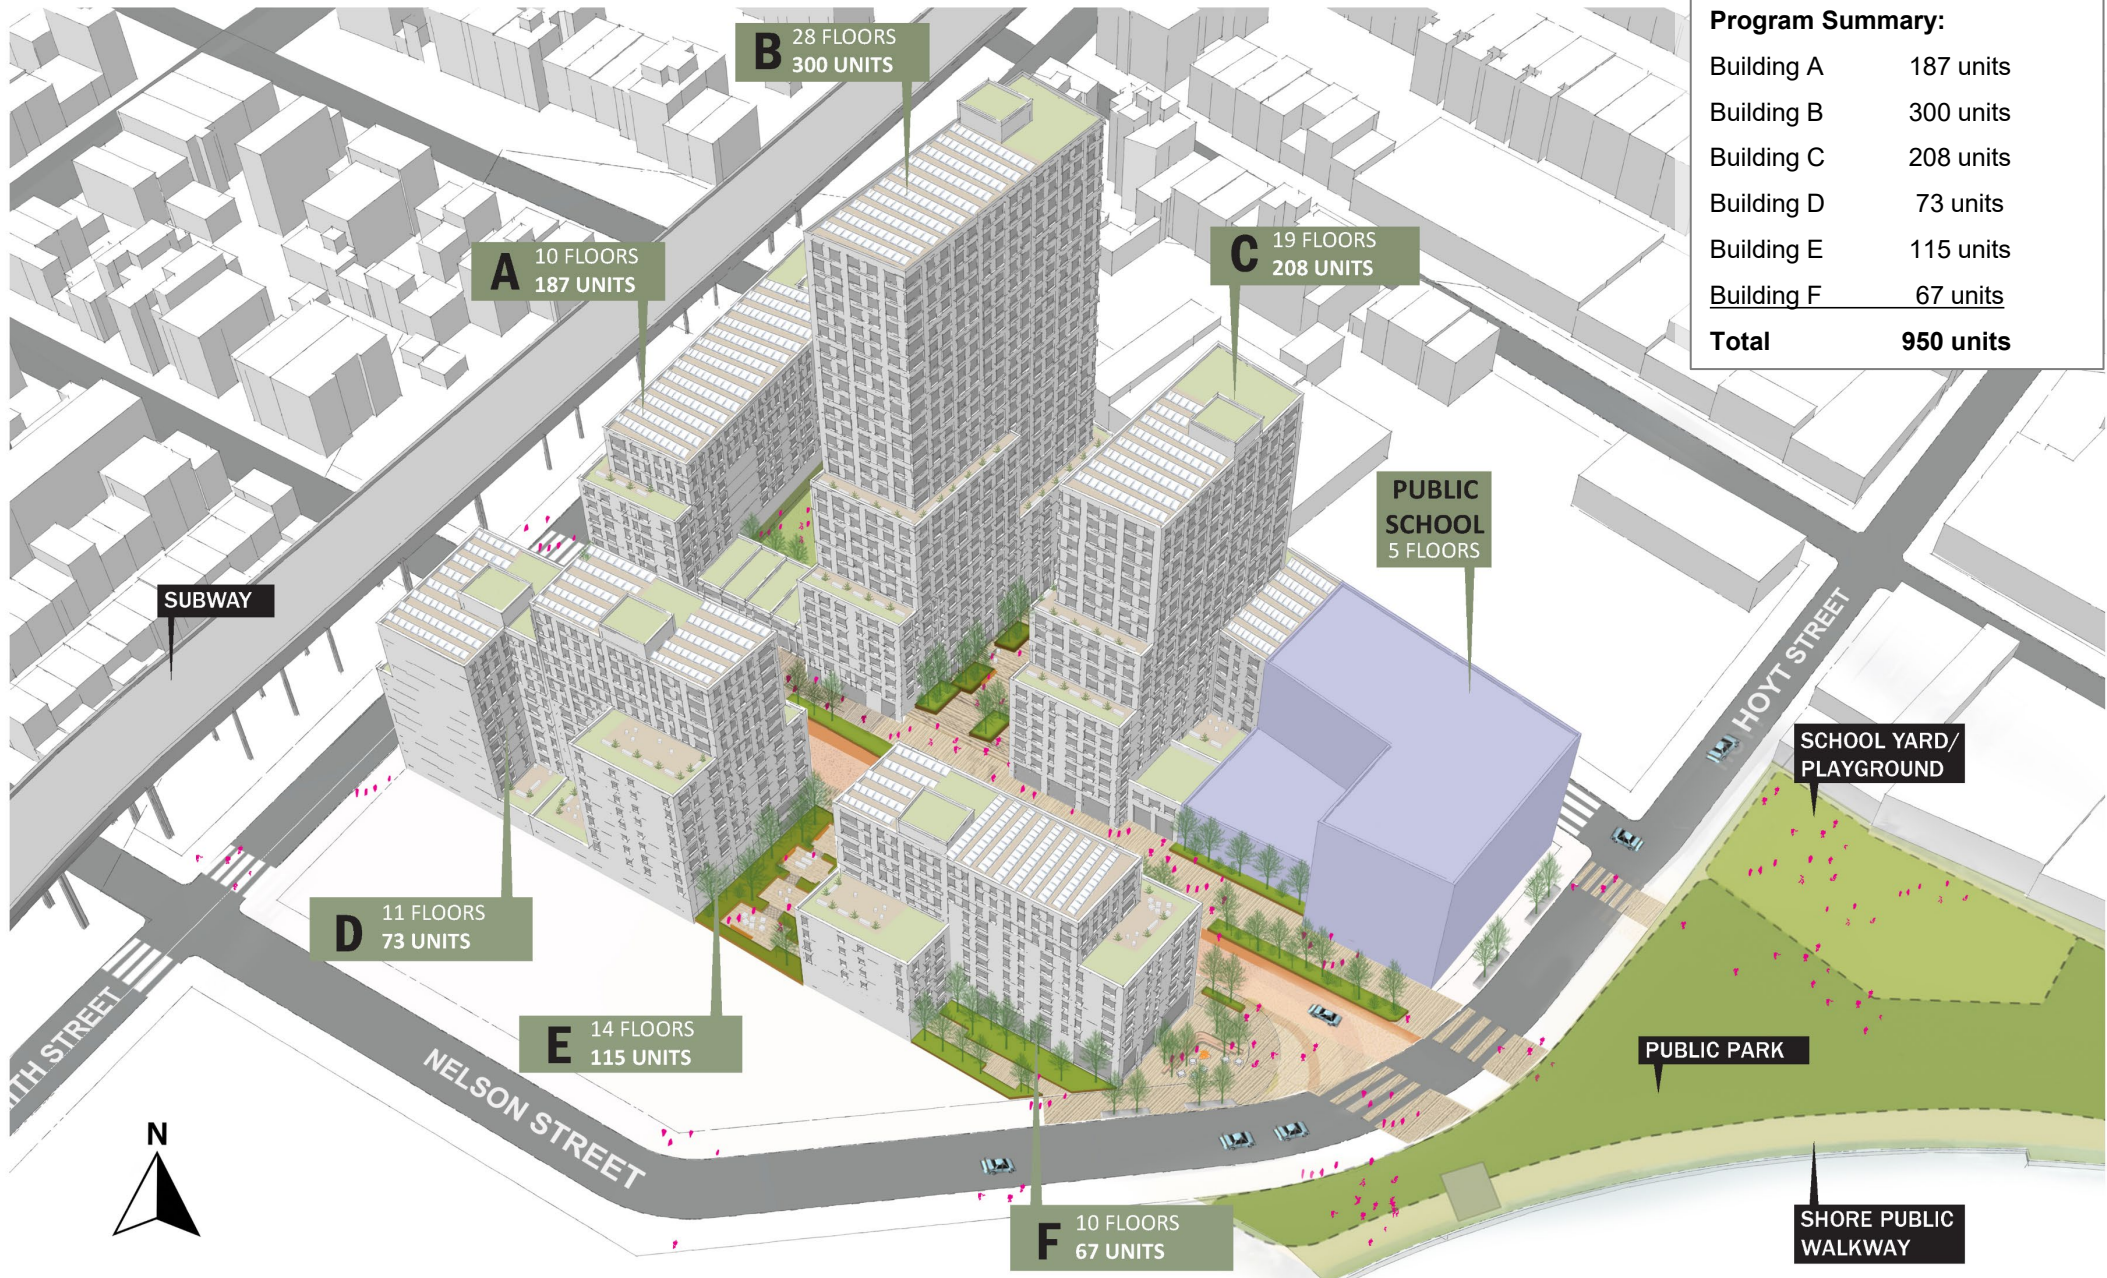 B
28 FLOORS
300 UNITS
A
10 FLOORS
187 UNITS
C
19 FLOORS
208 UNITS
Program Summary:
Building A 187 units
Building B 300 units
Building C 208 units
Building D 73 units
Building E 115 units
Building F 67 units
Total 950 units
PUBLIC
SCHOOL
5 FLOORS
SUBWAY
HOYT STREET
SCHOOL YARD/
PLAYGROUND
D
11 FLOORS
73 UNITS
E
14 FLOORS
115 UNITS
TH STREET
NELSON STREET
PUBLIC PARK
N
F
10 FLOORS
67 UNITS
SHORE PUBLIC
WALKWAY